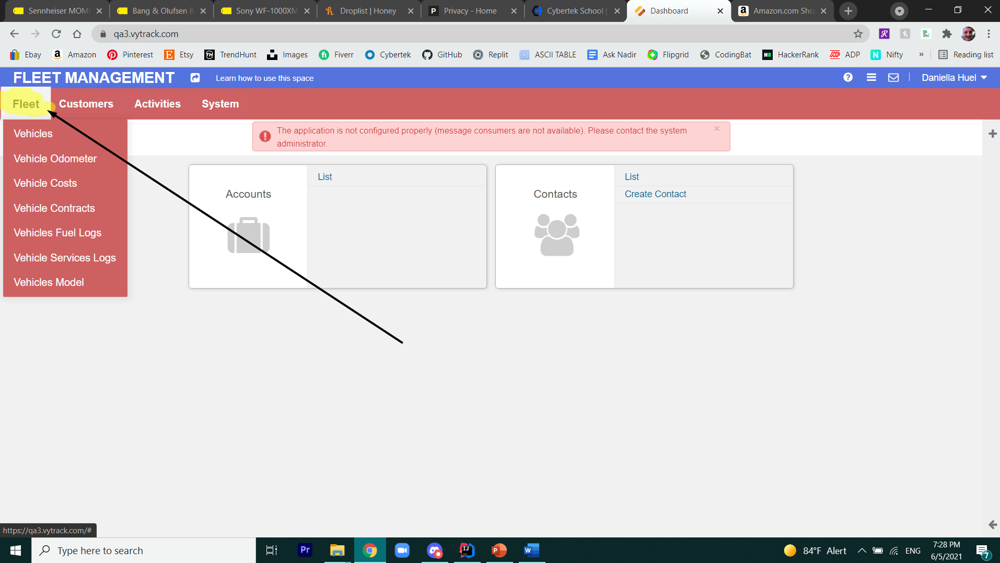 Sennheiser MOM
Bang & Olufsen B
Sony WF-1000XM
Droplist | Honey
P Privacy - Home
Cybertek School |
Dashboard
Amazon.com Sho
qa3.vytrack.com
Ebay
Amazon
Pinterest
Etsy
TrendHunt
Images
Fiverr
Cybertek
GitHub
Replit
ASCII TABLE
Ask Nadir
Flipgrid
CodingBat
HackerRank
ADP
Nifty
»
Reading list
FLEET MANAGEMENT
Learn how to use this space
Daniella Huel
Fleet
Customers
Activities
System
Vehicles
Vehicle Odometer
Vehicle Costs
Vehicle Contracts
Vehicles Fuel Logs
Vehicle Services Logs
Vehicles Model
The application is not configured properly (message consumers are not available). Please contact the system
administrator.
Accounts
List
Contacts
List
Create Contact
https://qa3.vytrack.com/#
Type here to search
Pr
84°F Alert
ENG
7:28 PM
6/5/2021
7